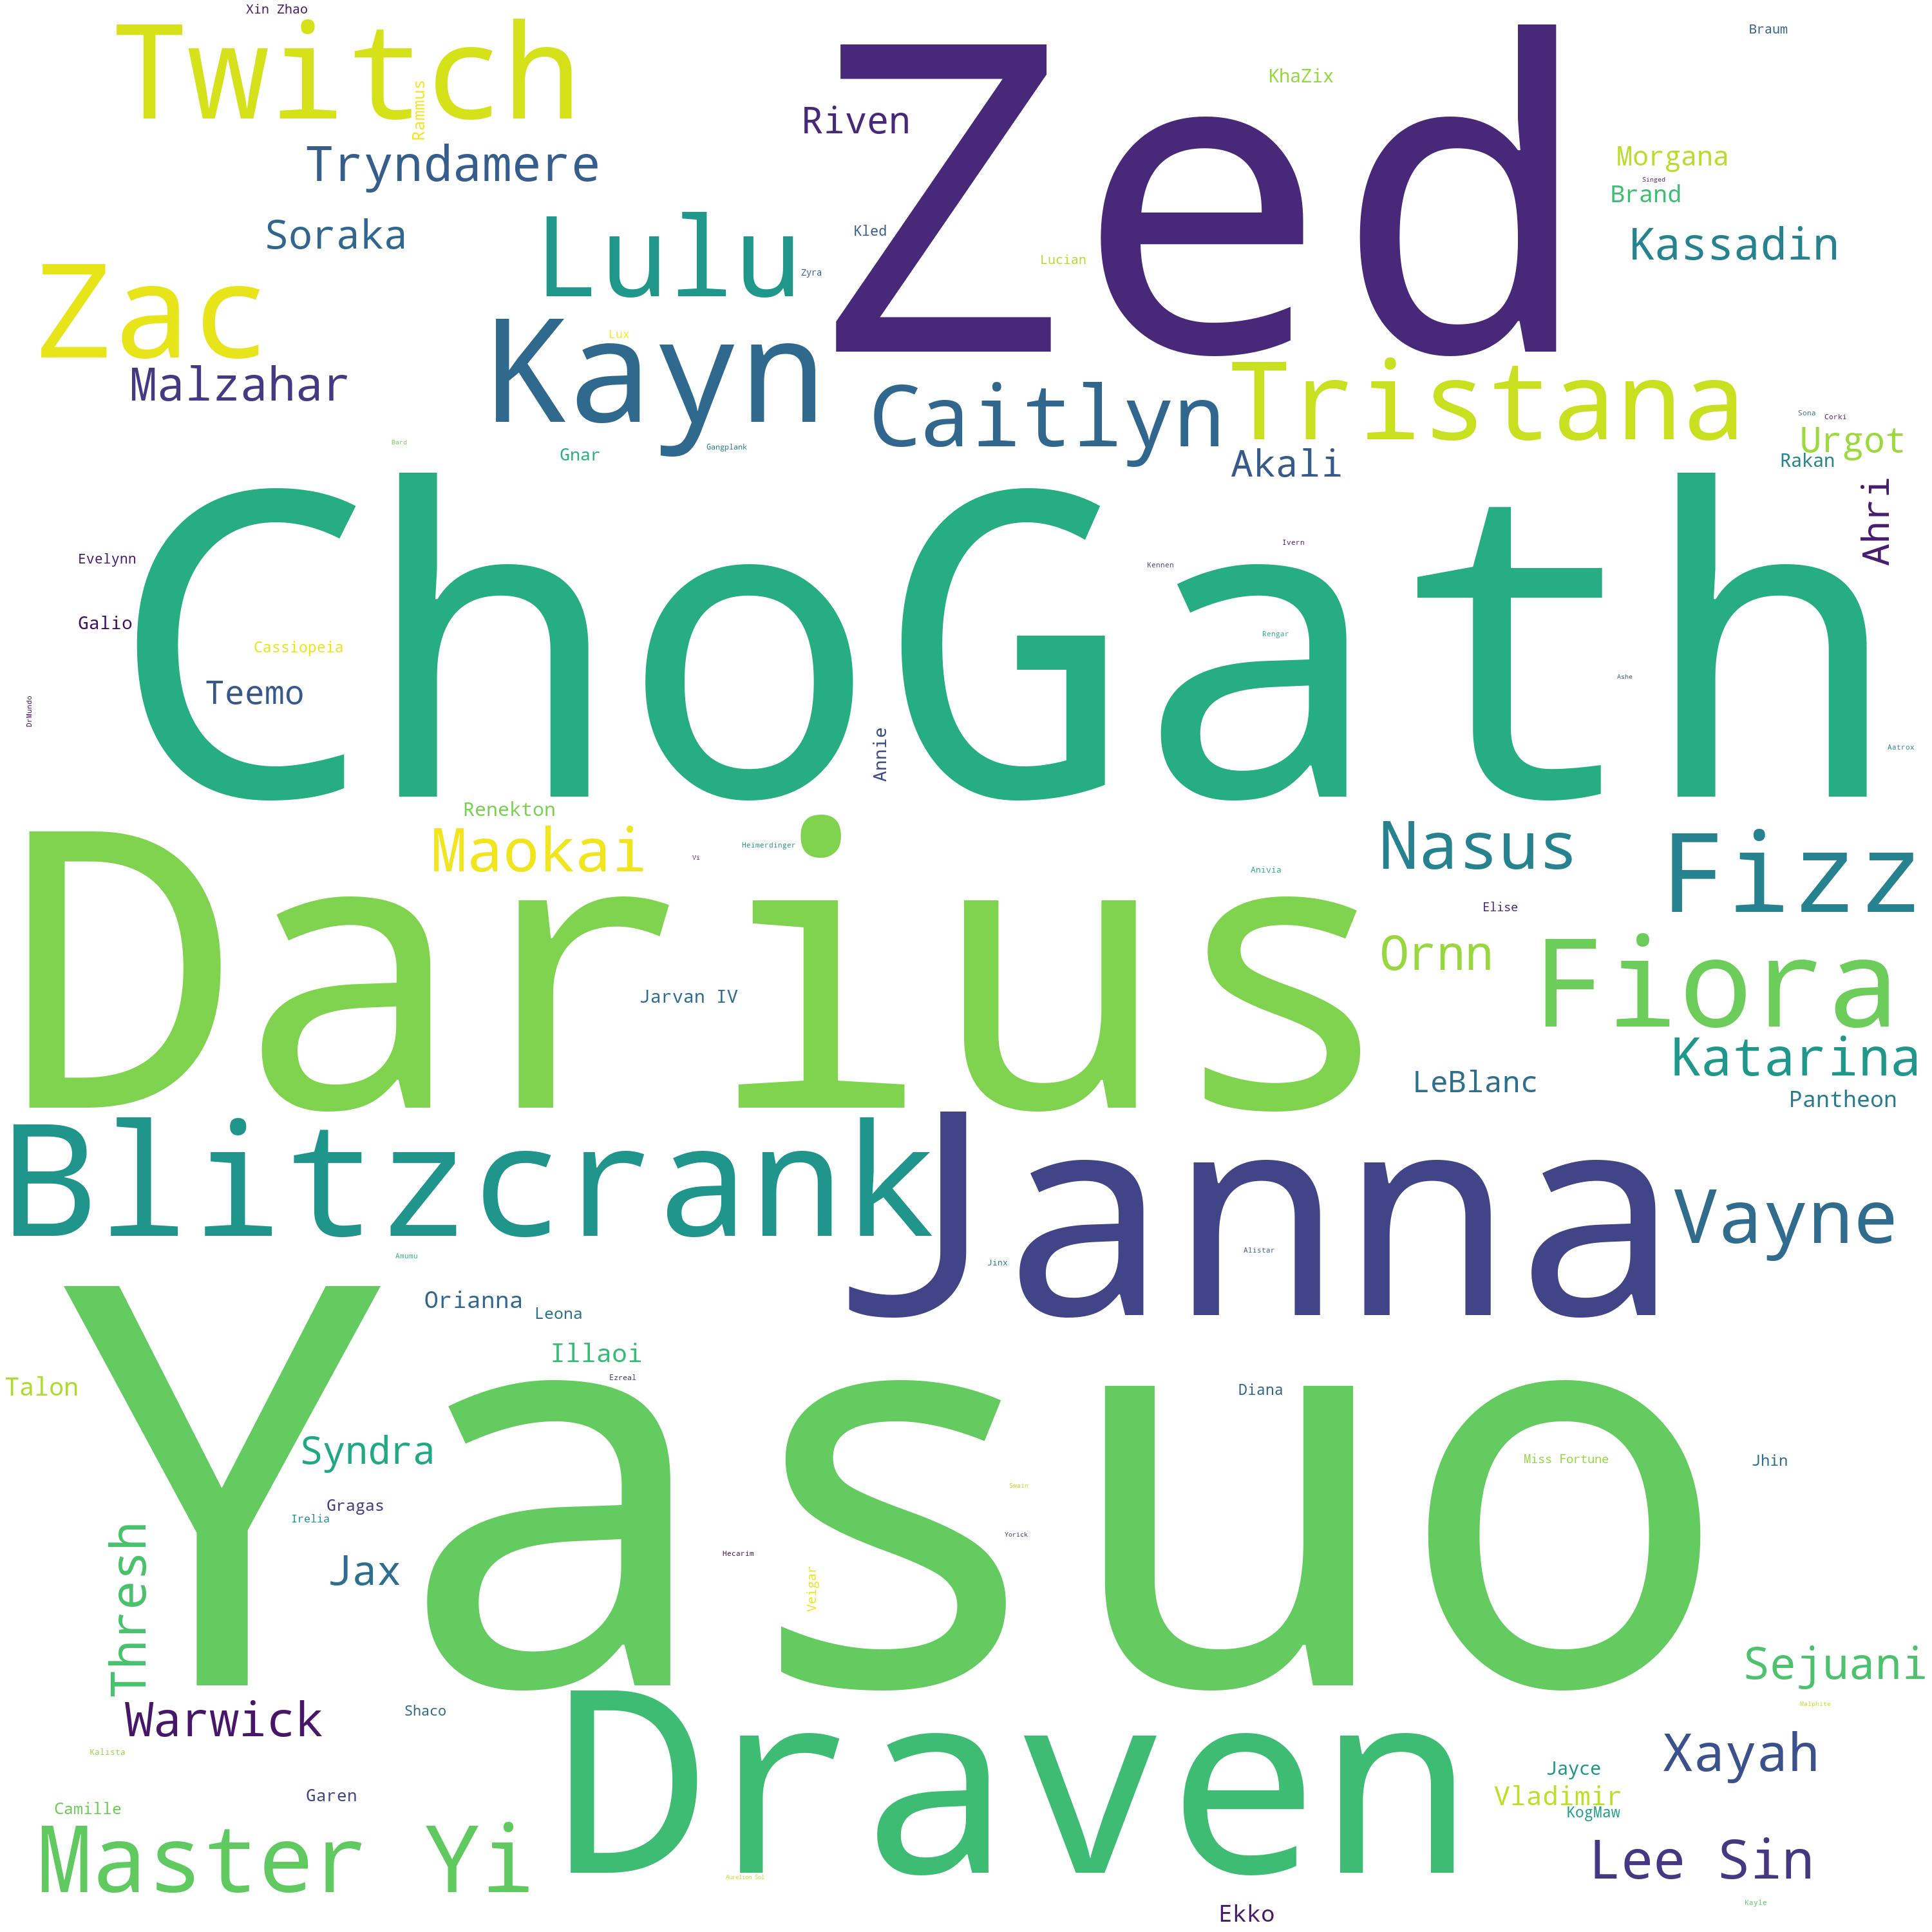 Xin Zhao
Twitch
Zed
Braum
KhaZix
Rammus
Riven
Tryndamere
Morgana
Singed
Brand
Soraka
Lulu
Kled
Kassadin
Lucian
Zyra
Zac
Kayn
Lux
Malzahar
Caitlyn
Tristana
Sona
Corki
Urgot
Bard
Gangplank
Gnar
Akali
Rakan
Ahri
ChoGath
Evelynn
Ivern
Kennen
Galio
Rengar
Cassiopeia
Teemo
Ashe
DrMundo
Annie
Aatrox
Renekton
Maokai
Heimerdinger
Vi
Nasus
Fizz
Anivia
Darius
Elise
Ornn
Fiora
Jarvan IV
Katarina
LeBlanc
Pantheon
Blitzcrank
Janna
Vayne
Amumu
Jinx
Alistar
Orianna
Leona
Illaoi
Ezreal
Talon
Diana
Yasuo
Syndra
Miss Fortune
Jhin
Swain
Gragas
Irelia
Yorick
Hecarim
Jax
Veigar
Thresh
Sejuani
Warwick
Shaco
Malphite
Kalista
Xayah
Draven
Jayce
Garen
Vladimir
Camille
KogMaw
Master Yi
Lee Sin
Aurelion Sol
Kayle
Ekko